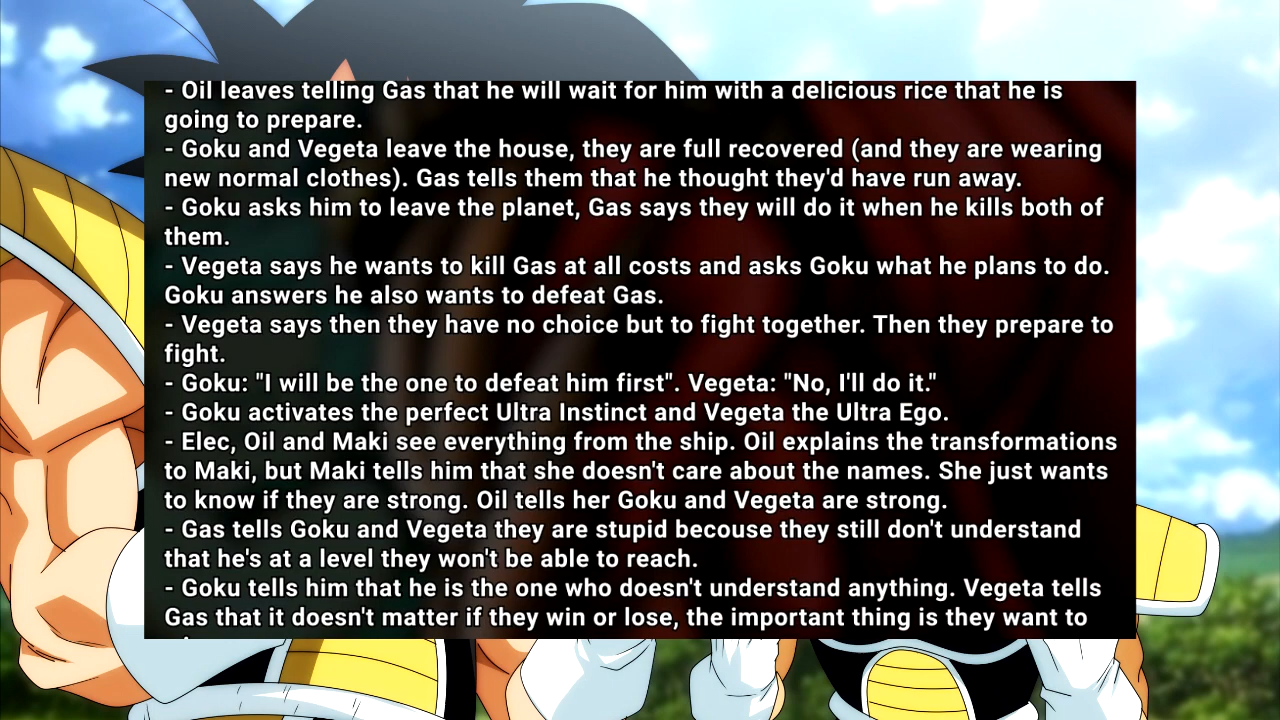 - Oil leaves telling Gas that he will wait for him with a delicious rice that he is
going to prepare.
- Goku and Vegeta leave the house, they are full recovered (and they are wearing
new normal clothes). Gas tells them that he thought they'd have run away.
- Goku asks him to leave the planet, Gas says they will do it when he kills both of
them.
- Vegeta says he wants to kill Gas at all costs and asks Goku what he plans to do.
Goku answers he also wants to defeat Gas.
- Vegeta says then they have no choice but to fight together. Then they prepare to
fight.
- Goku: "I will be the one to defeat him first". Vegeta: "No, I'll do it."
- Goku activates the perfect Ultra Instinct and Vegeta the Ultra Ego.
- Elec, Oil and Maki see everything from the ship. Oil explains the transformations
to Maki, but Maki tells him that she doesn't care about the names. She just wants
to know if they are strong. Oil tells her Goku and Vegeta are strong.
- Gas tells Goku and Vegeta they are stupid becouse they still don't understand
that he's at a level they won't be able to reach.
- Goku tells him that he is the one who doesn't understand anything. Vegeta tells
Gas that it doesn't matter if they win or lose, the important thing is they want to